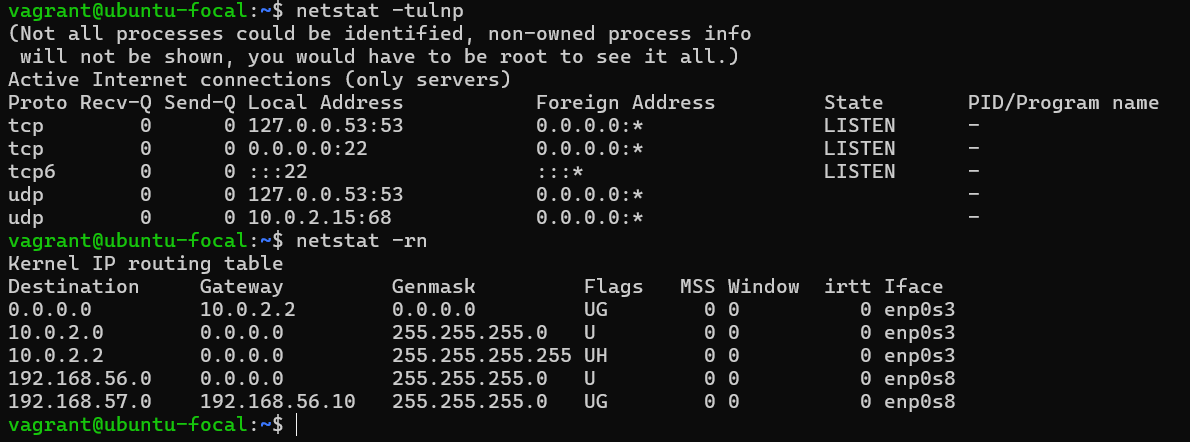 vagrant@ubuntu-focal:~$ netstat -tulnp
(Not all processes could be identified, non-owned process info
 will not be shown, you would have to be root to see it all.)
Active Internet connections (only servers)
Proto Recv-Q Send-Q Local Address           Foreign Address         State       PID/Program name
tcp        0      0 127.0.0.53:53           0.0.0.0:*               LISTEN      -
tcp        0      0 0.0.0.0:22              0.0.0.0:*               LISTEN      -
tcp6       0      0 :::22                   :::*                    LISTEN      -
udp        0      0 127.0.0.53:53           0.0.0.0:*                           -
udp        0      0 10.0.2.15:68            0.0.0.0:*                           -
vagrant@ubuntu-focal:~$ netstat -rn
Kernel IP routing table
Destination     Gateway         Genmask         Flags   MSS Window  irtt Iface
0.0.0.0         10.0.2.2        0.0.0.0         UG        0 0          0 enp0s3
10.0.2.0        0.0.0.0         255.255.255.0   U         0 0          0 enp0s3
10.0.2.2        0.0.0.0         255.255.255.255 UH        0 0          0 enp0s3
192.168.56.0    0.0.0.0         255.255.255.0   U         0 0          0 enp0s8
192.168.57.0    192.168.56.10   255.255.255.0   UG        0 0          0 enp0s8
vagrant@ubuntu-focal:~$